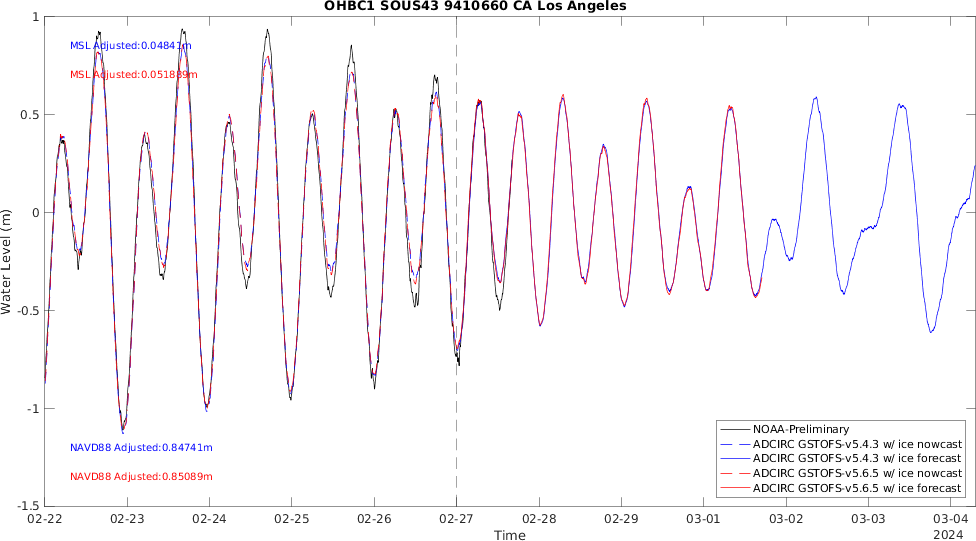 OHBC1 SOUS43 9410660 CA Los Angeles
1
MSL Adjusted:0.04841m
MSL Adjusted:0.051889m
0.5
0
Water Level (m)
-0.5
-1
NAVD88 Adjusted:0.84741m
NAVD88 Adjusted:0.85089m
-1.5
NOAA-Preliminary
ADCIRC GSTOFS-v5.4.3 w/ ice nowcast
ADCIRC GSTOFS-v5.4.3 w/ ice forecast
ADCIRC GSTOFS-v5.6.5 w/ ice nowcast
ADCIRC GSTOFS-v5.6.5 w/ ice forecast
02-22 02-23 02-24 02-25 02-26 02-27 02-28 02-29 03-01 03-02 03-03 03-04
Time
2024